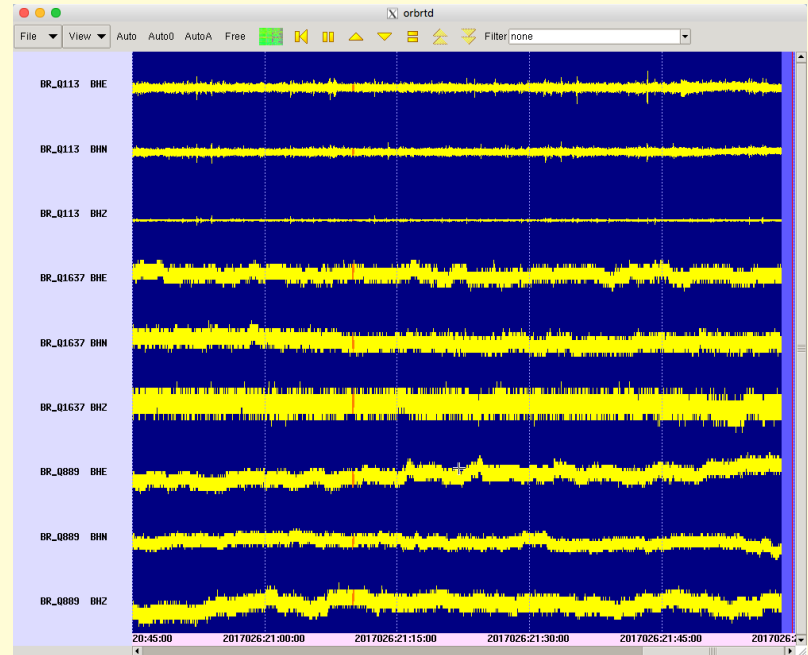 orbrtd
File View Auto Auto0 AutoA Free Filter none
BR_Q113 BHE
BR_Q113 BHN
BR_Q113 BHZ
BR_Q1637 BHE
BR_Q1637 BHN
BR_Q1637 BHZ
BR_Q889 BHE
BR_Q889 BHN
BR_Q889 BHZ
20:45:00 2017026:21:00:00 2017026:21:15:00 2017026:21:30:00 2017026:21:45:00 2017026:2